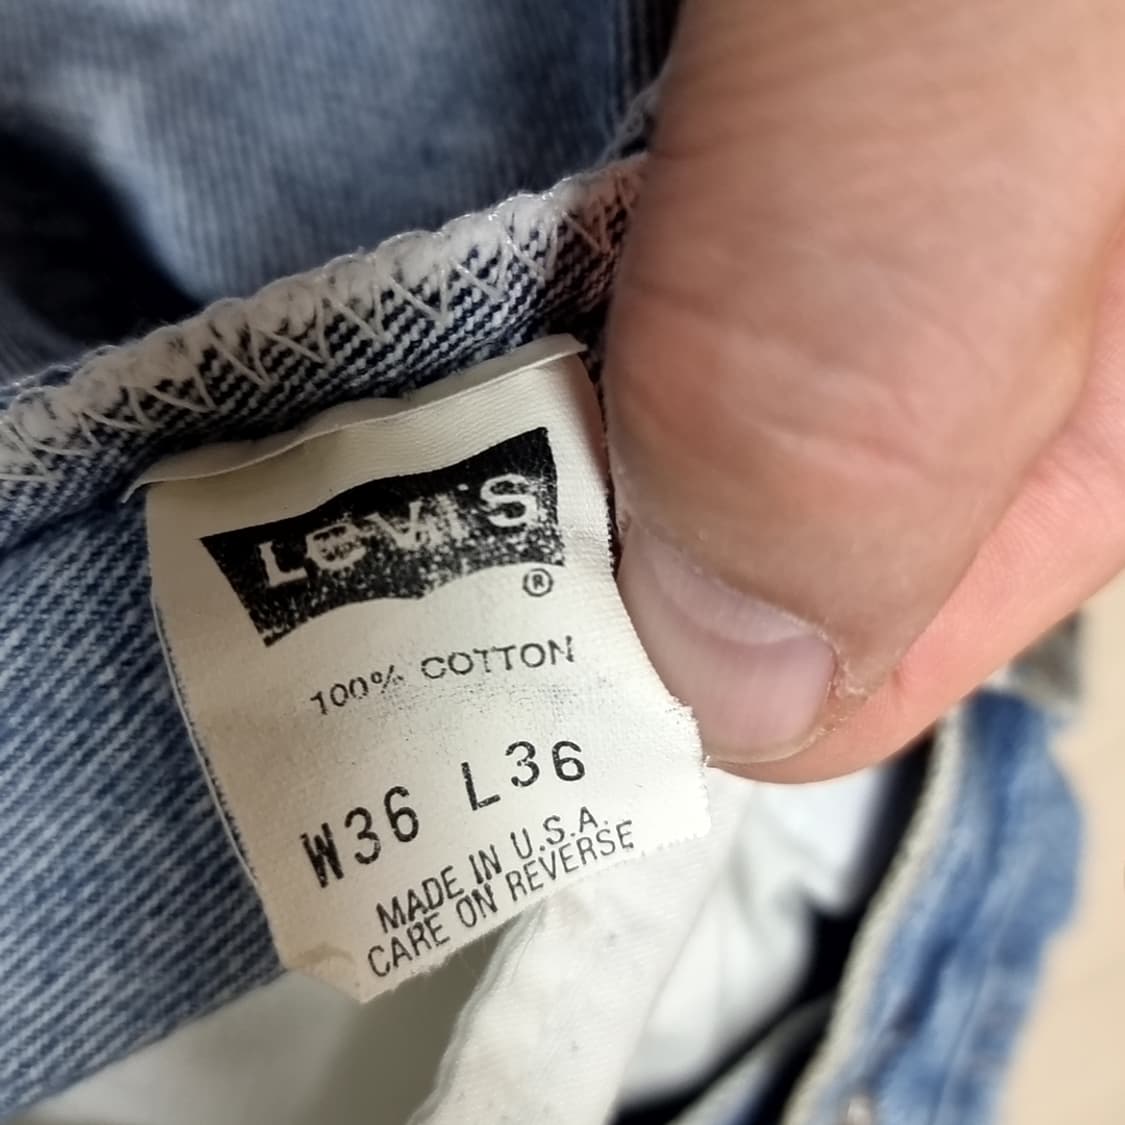 LeVI'S
®
100% COTTON
W36 L36
MADE IN U.S.A.
CARE ON REVERSE